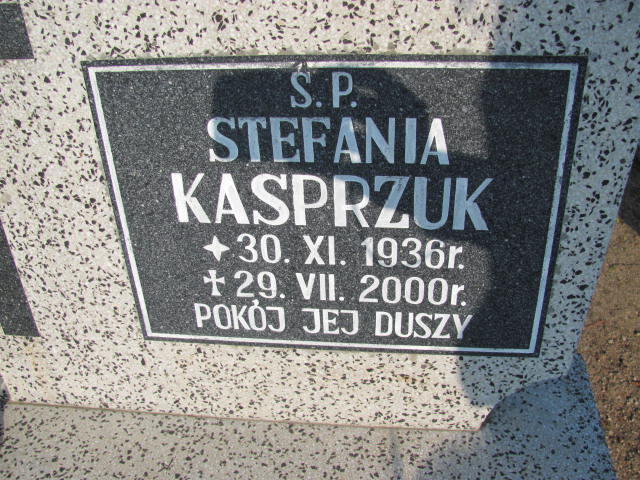 Ś.P.
STEFANIA
KASPRZUK
✦ 30. XI. 1936r.
✝ 29. VII. 2000r.
POKÓJ JEJ DUSZY